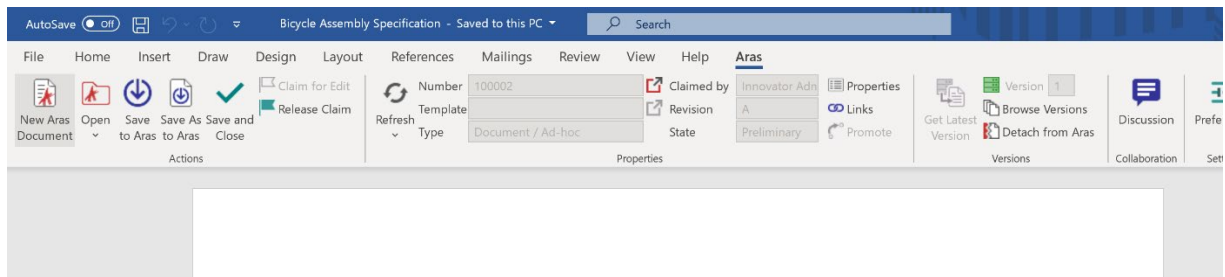 AutoSave Off Bicycle Assembly Specification - Saved to this PC Search
File Home Insert Draw Design Layout References Mailings Review View Help Aras
New Aras Document
Open
Save to Aras
Save As to Aras
Save and Close
Claim for Edit
Release Claim
Actions
Refresh
Number 100002
Template
Type Document / Ad-hoc
Claimed by Innovator Adn
Revision A
State Preliminary
Properties
Links
Promote
Properties
Get Latest Version
Version 1
Browse Versions
Detach from Aras
Versions
Discussion
Collaboration
Prefe
Sett